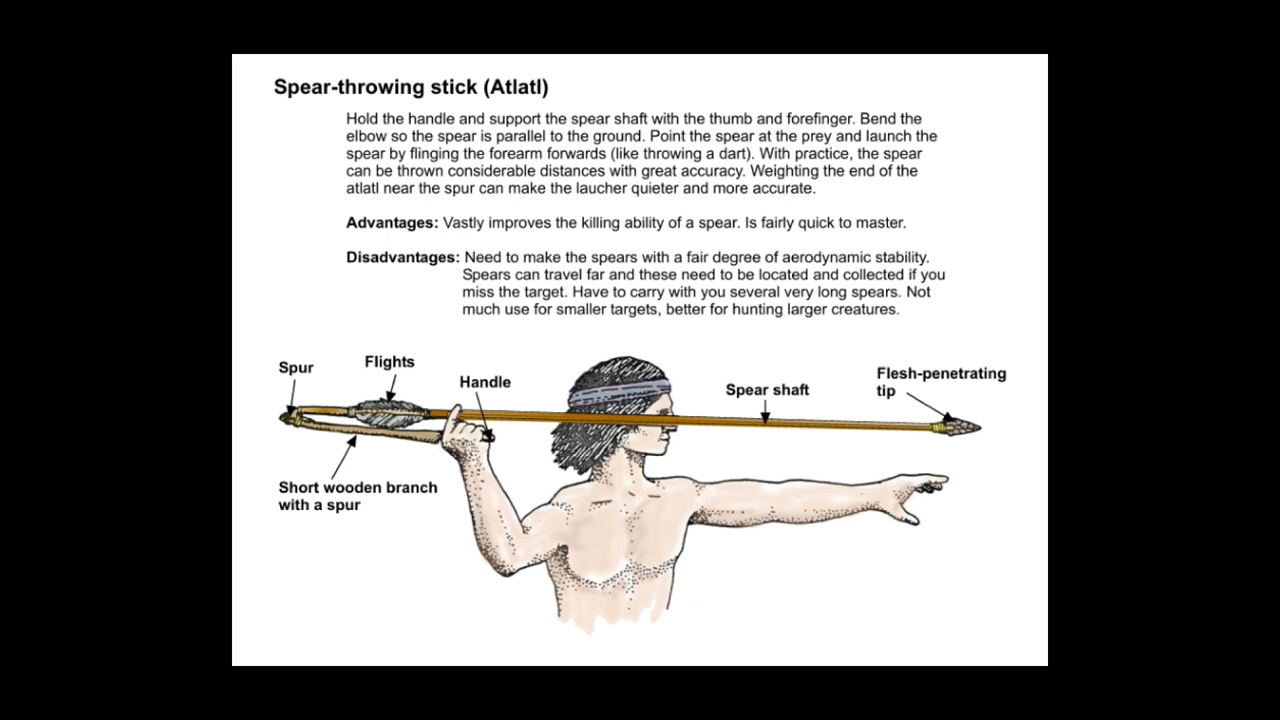 Spear-throwing stick (Atlatl)
Hold the handle and support the spear shaft with the thumb and forefinger. Bend the
elbow so the spear is parallel to the ground. Point the spear at the prey and launch the
spear by flinging the forearm forwards (like throwing a dart). With practice, the spear
can be thrown considerable distances with great accuracy. Weighting the end of the
atlatl near the spur can make the laucher quieter and more accurate.
Advantages: Vastly improves the killing ability of a spear. Is fairly quick to master.
Disadvantages: Need to make the spears with a fair degree of aerodynamic stability.
Spears can travel far and these need to be located and collected if you
miss the target. Have to carry with you several very long spears. Not
much use for smaller targets, better for hunting larger creatures.
Spur
Flights
Handle
Spear shaft
Flesh-penetrating
tip
Short wooden branch
with a spur